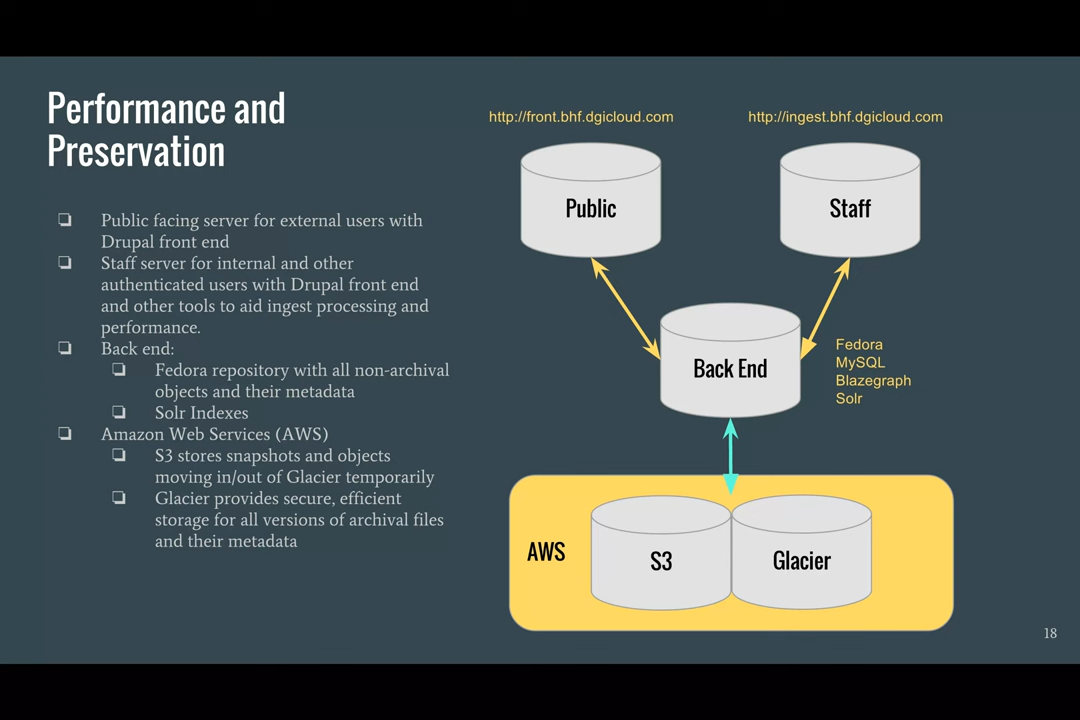 Performance and
Preservation
❏ Public facing server for external users with
Drupal front end
❏ Staff server for internal and other
authenticated users with Drupal front end
and other tools to aid ingest processing and
performance.
❏ Back end:
❏ Fedora repository with all non-archival
objects and their metadata
❏ Solr Indexes
❏ Amazon Web Services (AWS)
❏ S3 stores snapshots and objects
moving in/out of Glacier temporarily
❏ Glacier provides secure, efficient
storage for all versions of archival files
and their metadata
http://front.bhf.dgicloud.com
http://ingest.bhf.dgicloud.com
Public
Staff
Back End
Fedora
MySQL
Blazegraph
Solr
AWS
S3
Glacier
18